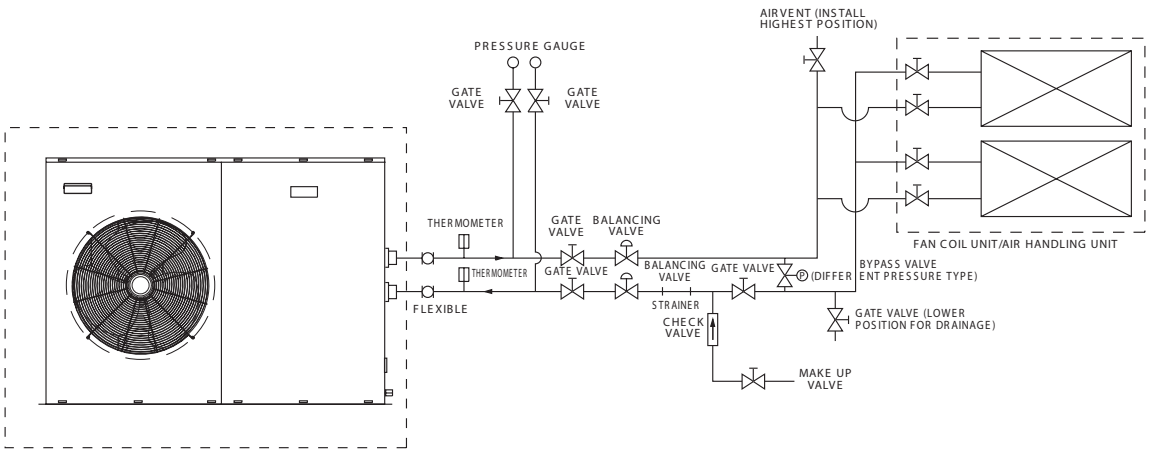 AIRVENT (INSTALL
HIGHEST POSITION)
PRESSURE GAUGE
GATE
VALVE
GATE
VALVE
THERMOMETER
GATE
VALVE
BALANCING
VALVE
FAN COIL UNIT/AIR HANDLING UNIT
THERMOMETER
GATE VALVE
BALANCING
VALVE
GATE VALVE
BYPASS VALVE
P (DIFFER ENT PRESSURE TYPE)
FLEXIBLE
STRAINER
CHECK
VALVE
GATE VALVE (LOWER
POSITION FOR DRAINAGE)
MAKE UP
VALVE